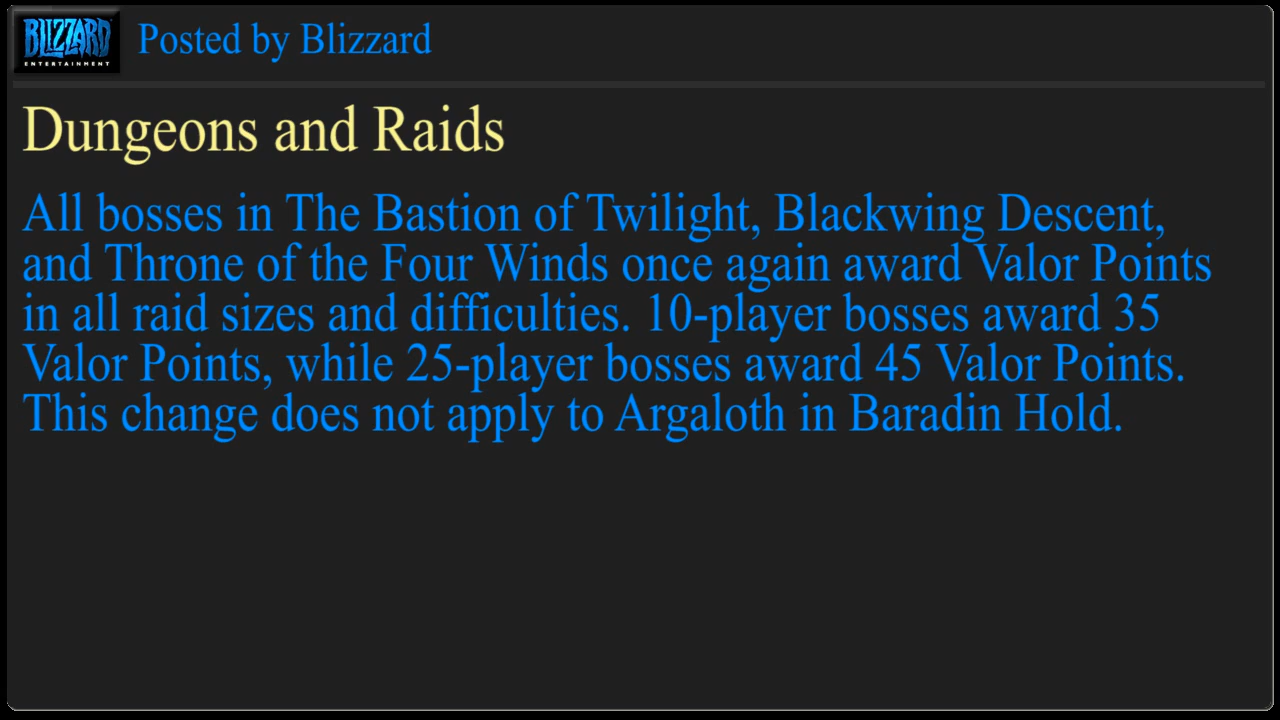 BLIZZARD
ENTERTAINMENT
Posted by Blizzard
Dungeons and Raids
All bosses in The Bastion of Twilight, Blackwing Descent,
and Throne of the Four Winds once again award Valor Points
in all raid sizes and difficulties. 10-player bosses award 35
Valor Points, while 25-player bosses award 45 Valor Points.
This change does not apply to Argaloth in Baradin Hold.